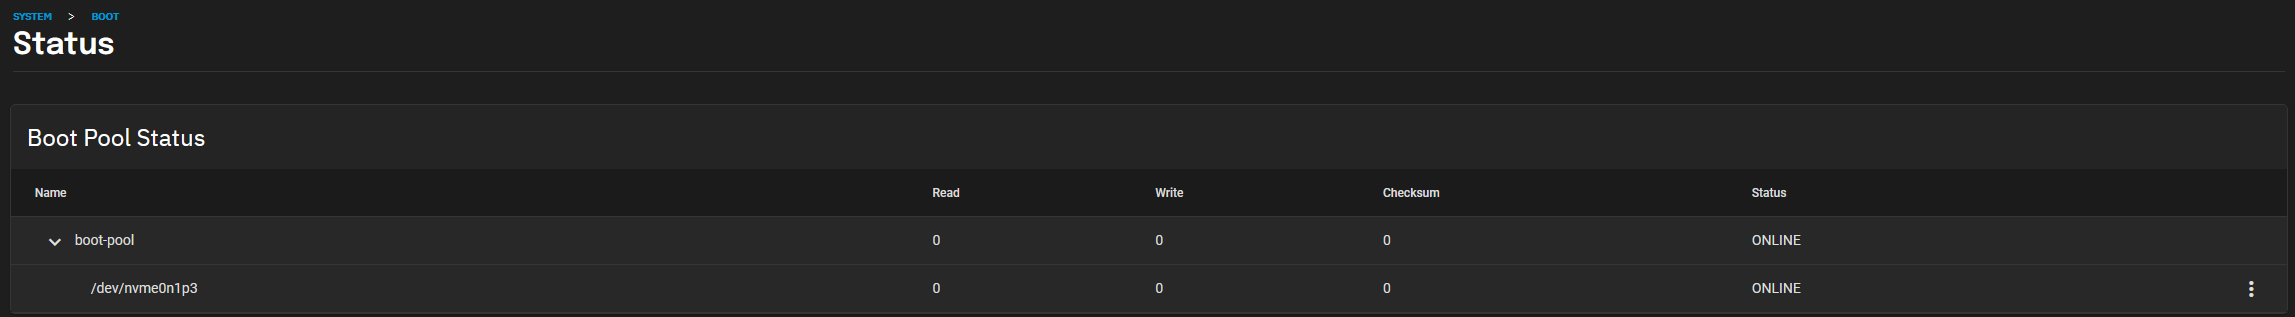 SYSTEM > BOOT
Status
Boot Pool Status
Name Read Write Checksum Status
boot-pool 0 0 0 ONLINE
/dev/nvme0n1p3 0 0 0 ONLINE